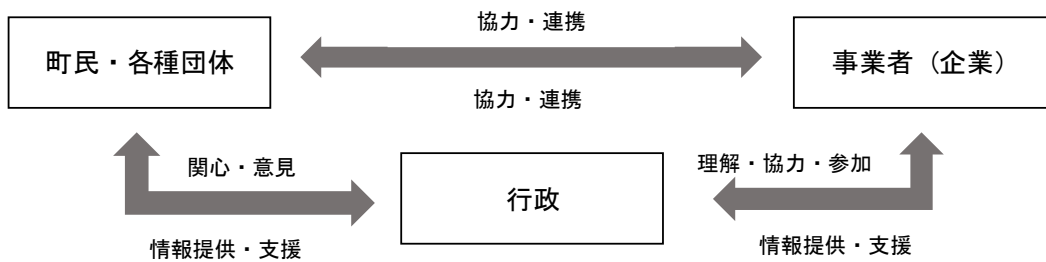 協力・連携
町民・各種団体
事業者（企業）
協力・連携
関心・意見
理解・協力・参加
行政
情報提供・支援
情報提供・支援